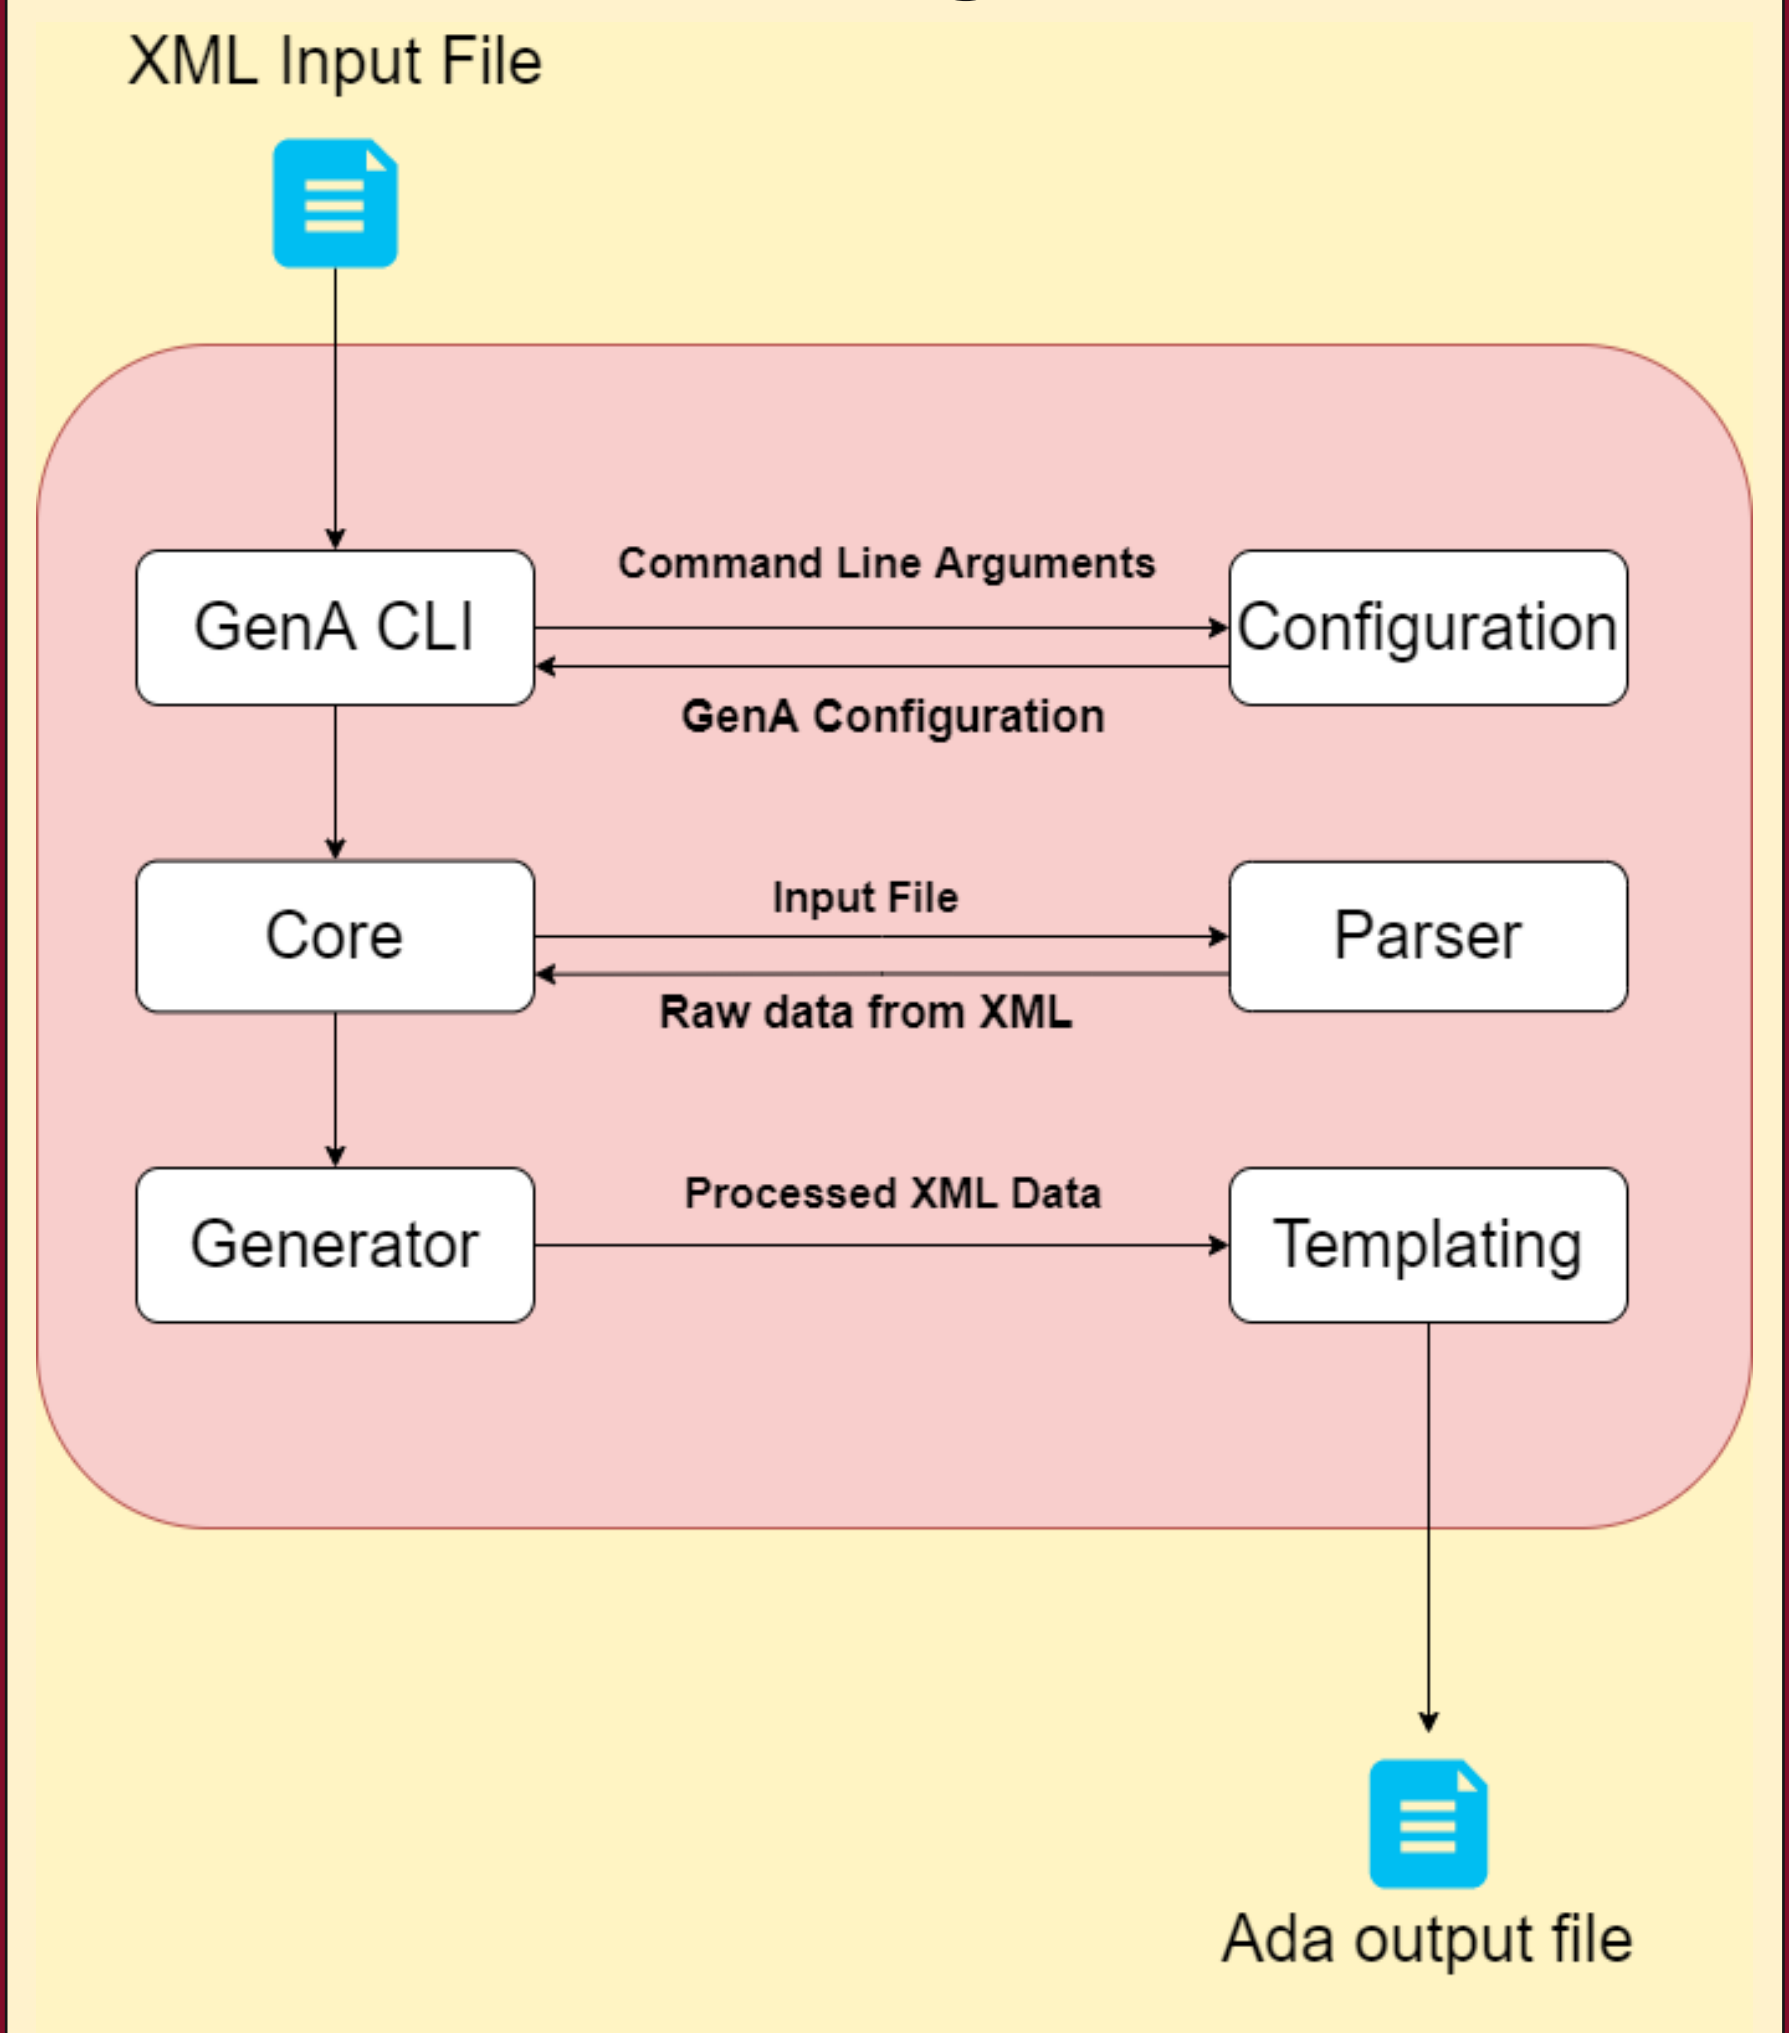 XML Input File
Command Line Arguments
GenA CLI
Configuration
GenA Configuration
Input File
Core
Parser
Raw data from XML
Processed XML Data
Generator
Templating
Ada output file